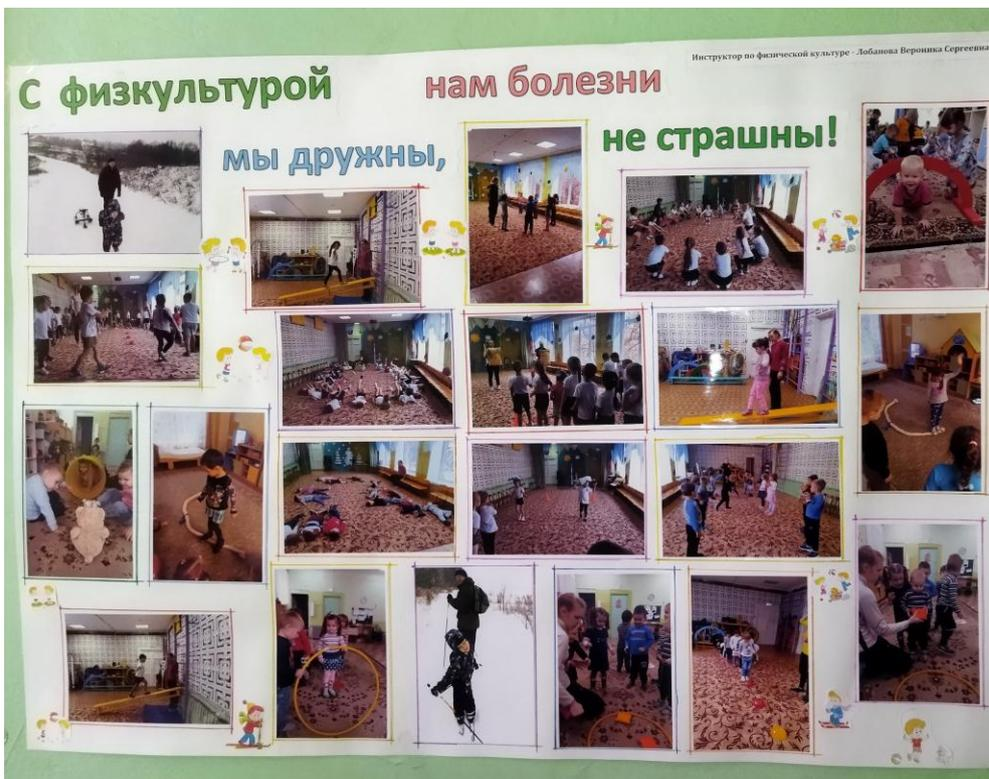 Инструктор по физической культуре - Лобанова Вероника Сергеевна
С физкультурой
мы дружны,
нам болезни
не страшны!